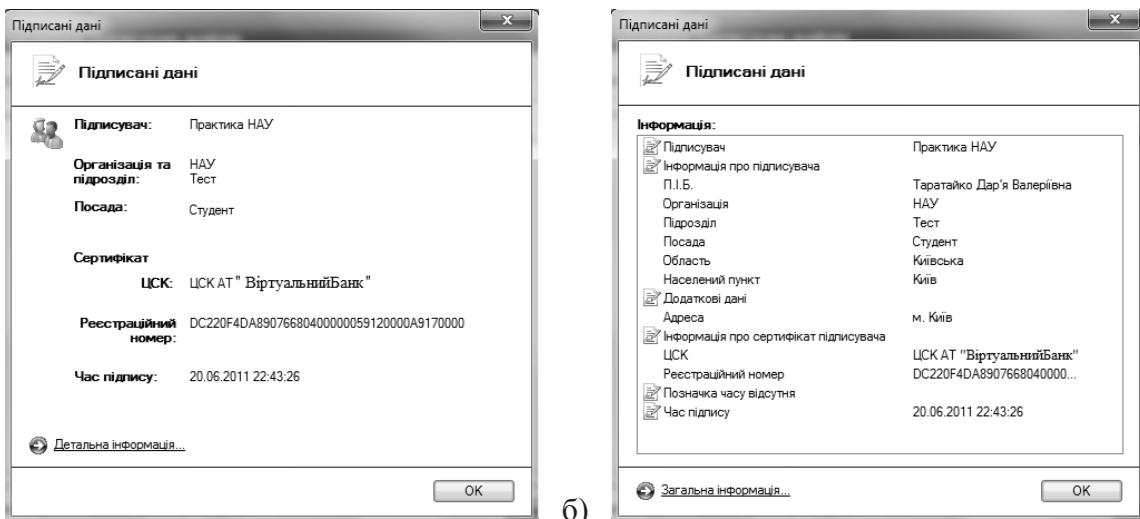 Підписані дані
Підписані дані
Підписувач: Практика НАУ
Організація та НАУ
підрозділ: Тест
Посада: Студент
Сертифікат
ЦСК: ЦСК АТ " ВіртуальнийБанк"
Реєстраційний DC220F4DA89076680400000059120000A9170000
номер:
Час підпису: 20.06.2011 22:43:26
Детальна інформація...
OK
б)
Підписані дані
Підписані дані
Інформація:
Підписувач Практика НАУ
Інформація про підписувача
П.І.Б. Таратайко Дар'я Валеріївна
Організація НАУ
Підрозділ Тест
Посада Студент
Область Київська
Населений пункт Київ
Додаткові дані
Адреса м. Київ
Інформація про сертифікат підписувача
ЦСК ЦСК АТ "ВіртуальнийБанк"
Реєстраційний номер DC220F4DA8907668040000...
Позначка часу відсутня
Час підпису 20.06.2011 22:43:26
Загальна інформація...
OK